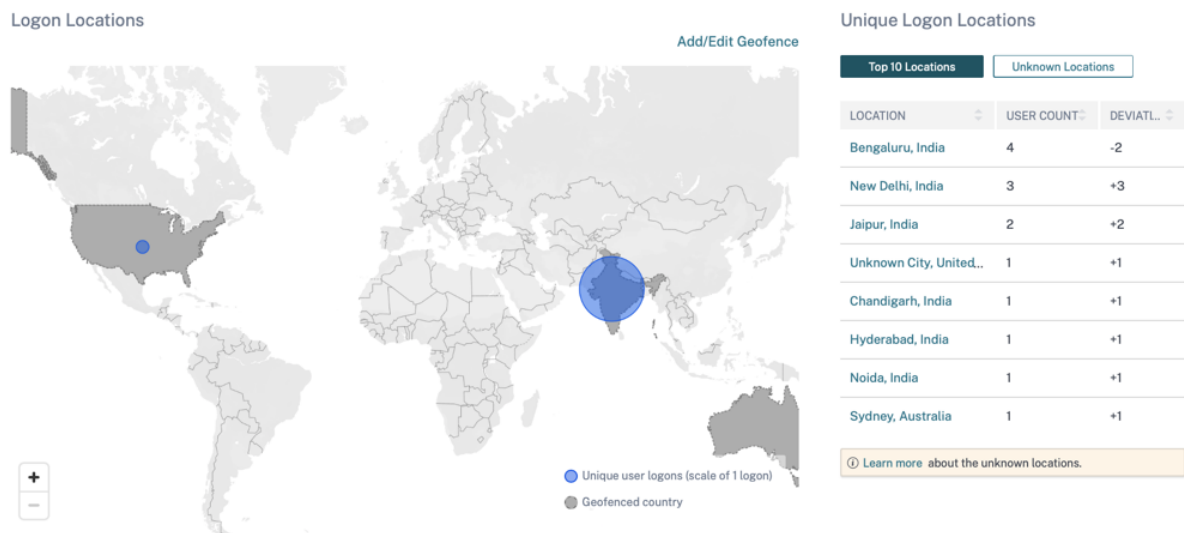 Logon Locations
Add/Edit Geofence
Unique user logons (scale of 1 logon)
Geofenced country
+
−
Unique Logon Locations
Top 10 Locations Unknown Locations
LOCATION USER COUNT DEVIATI...
Bengaluru, India 4 -2
New Delhi, India 3 +3
Jaipur, India 2 +2
Unknown City, United... 1 +1
Chandigarh, India 1 +1
Hyderabad, India 1 +1
Noida, India 1 +1
Sydney, Australia 1 +1
Learn more about the unknown locations.